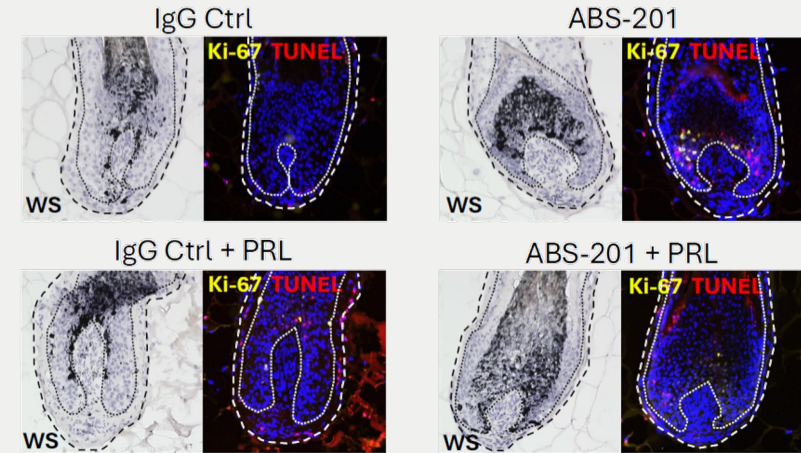 IgG Ctrl
ABS-201
Ki-67 TUNEL
Ki-67 TUNEL
WS
WS
IgG Ctrl + PRL
ABS-201 + PRL
Ki-67 TUNEL
Ki-67 TUNEL
WS
WS